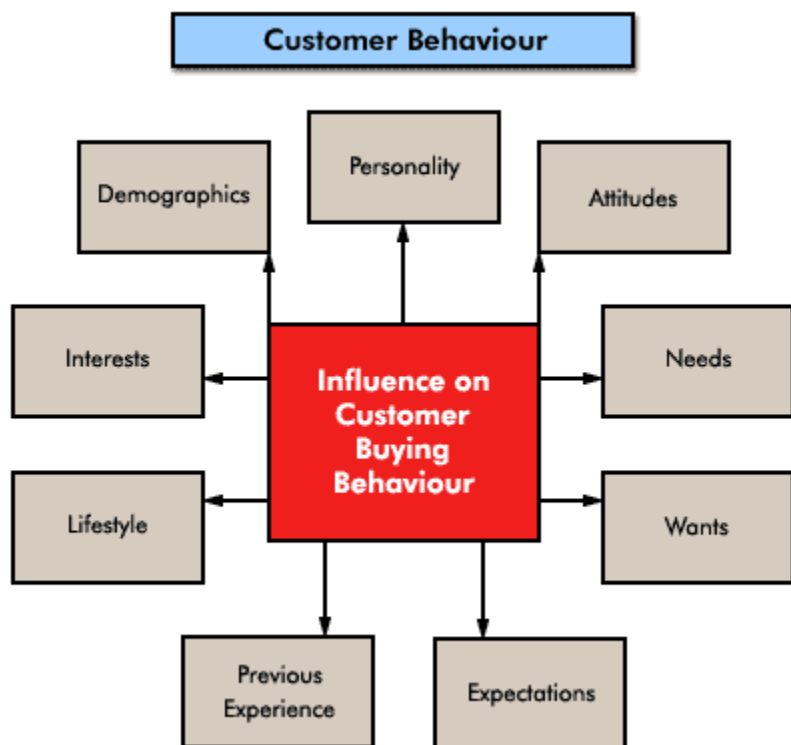 Customer Behaviour
Personality
Demographics
Attitudes
Interests
Needs
Influence on
Customer
Buying
Behaviour
Lifestyle
Wants
Previous
Experience
Expectations